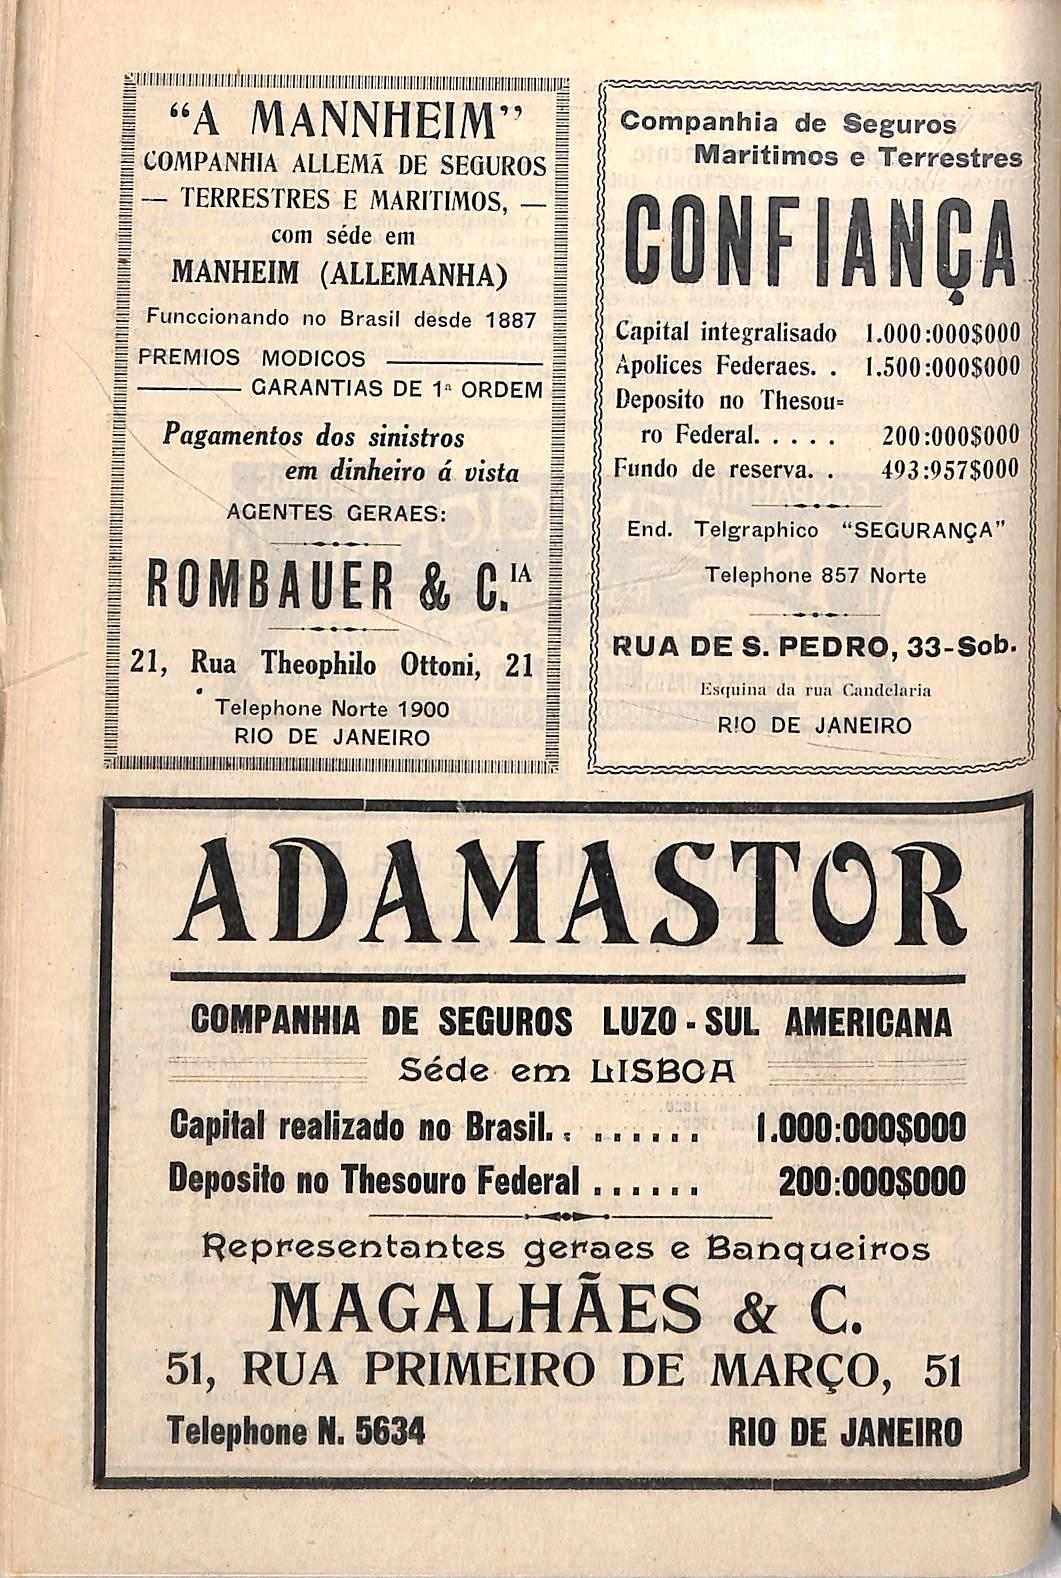 "A MANNHEIM"
COMPANHIA ALLEMÃ DE SEGUROS
— TERRESTRES E MARITIMOS, —
com séde em
MANHEIM (ALLEMANHA)
Funccionando no Brasil desde 1887
PREMIOS MODICOS ————
———— GARANTIAS DE 1ª ORDEM
Pagamentos dos sinistros
em dinheiro á vista
AGENTES GERAES:
ROMBAUER & C.IA
21, Rua Theophilo Ottoni, 21
Telephone Norte 1900
RIO DE JANEIRO
Companhia de Seguros
Maritimos e Terrestres
CONFIANÇA
Capital integralisado 1.000:000$000
Apolices Federaes. . 1.500:000$000
Deposito no Thesou=
ro Federal. . . . . 200:000$000
Fundo de reserva. . 493:957$000
End. Telgraphico "SEGURANÇA"
Telephone 857 Norte
RUA DE S. PEDRO, 33-Sob.
Esquina da rua Candelaria
RIO DE JANEIRO
ADAMASTOR
COMPANHIA DE SEGUROS LUZO - SUL AMERICANA
Séde em LISBOA
Capital realizado no Brasil. . . . . . . . 1.000:000$000
Deposito no Thesouro Federal . . . . . . 200:000$000
Representantes geraes e Banqueiros
MAGALHÃES & C.
51, RUA PRIMEIRO DE MARÇO, 51
Telephone N. 5634 RIO DE JANEIRO